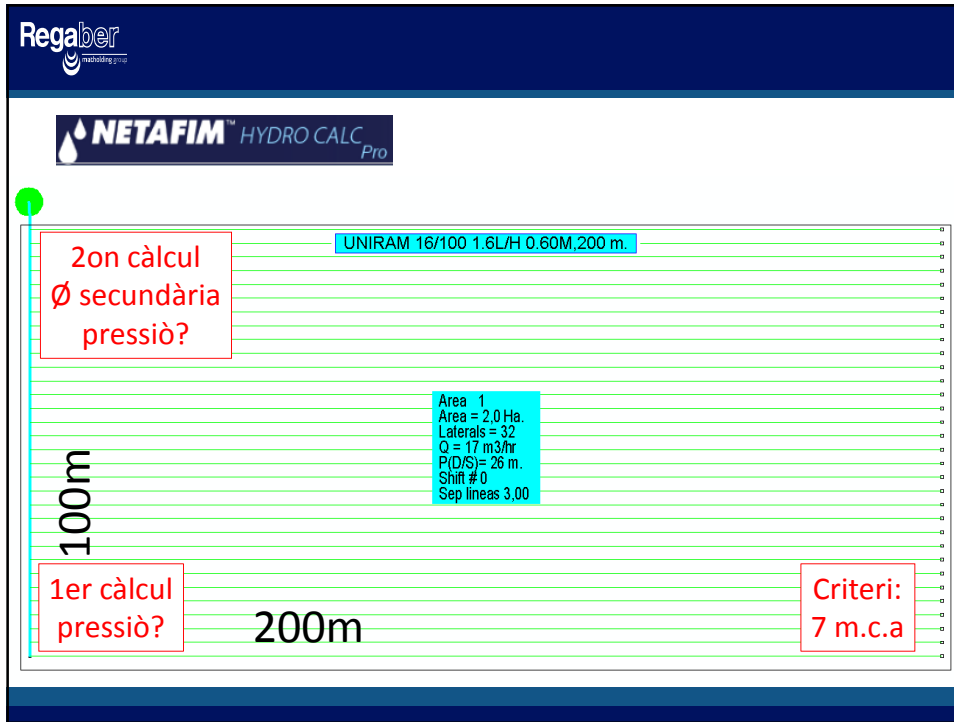 Regaber
matholding group
NETAFIM™ HYDRO CALC
Pro
UNIRAM 16/100 1.6L/H 0.60M,200 m.
2on càlcul
Ø secundària
pressiò?
Area 1
Area = 2,0 Ha.
Laterals = 32
Q = 17 m3/hr
P(D/S)= 26 m.
Shift # 0
Sep lineas 3,00
100m
1er càlcul
pressiò?
200m
Criteri:
7 m.c.a